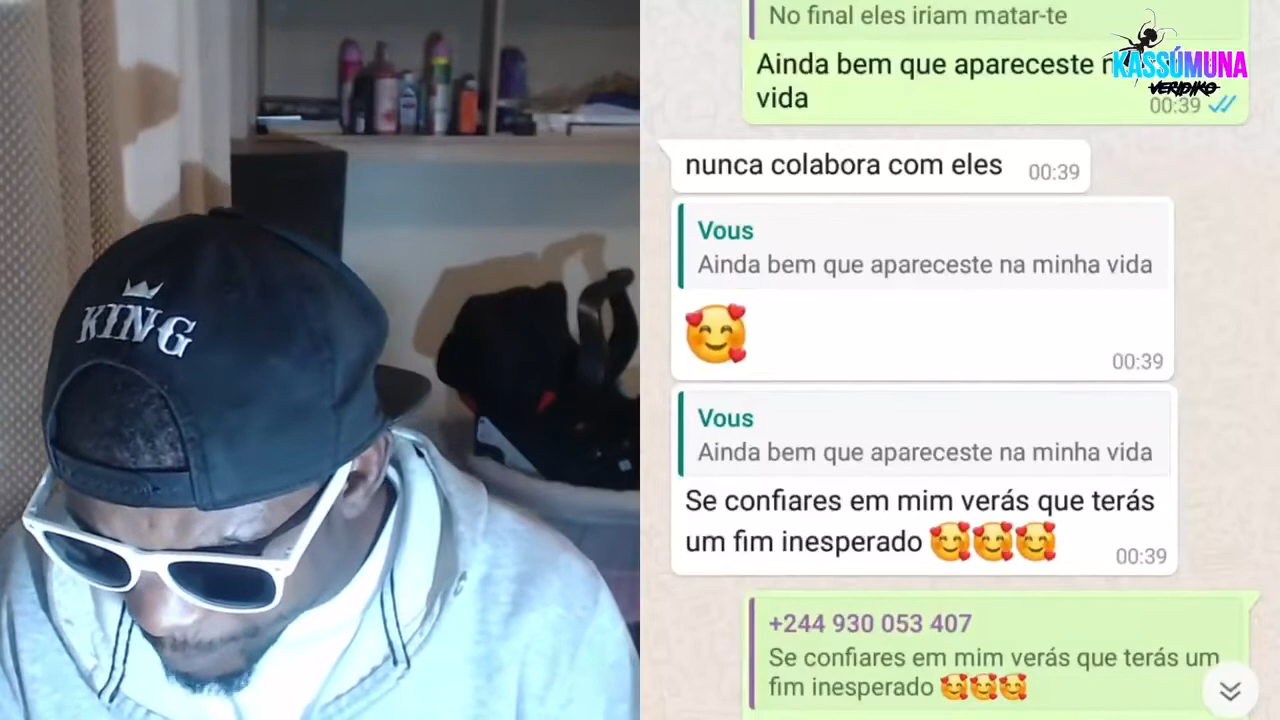 KING
No final eles iriam matar-te
Ainda bem que apareceste
vida
00:39
KASSÚMUNA
VERIDIKO
nunca colabora com eles 00:39
Vous
Ainda bem que apareceste na minha vida
🥰
00:39
Vous
Ainda bem que apareceste na minha vida
Se confiares em mim verás que terás
um fim inesperado 🥰🥰🥰
00:39
+244 930 053 407
Se confiares em mim verás que terás um
fim inesperado 🥰🥰🥰